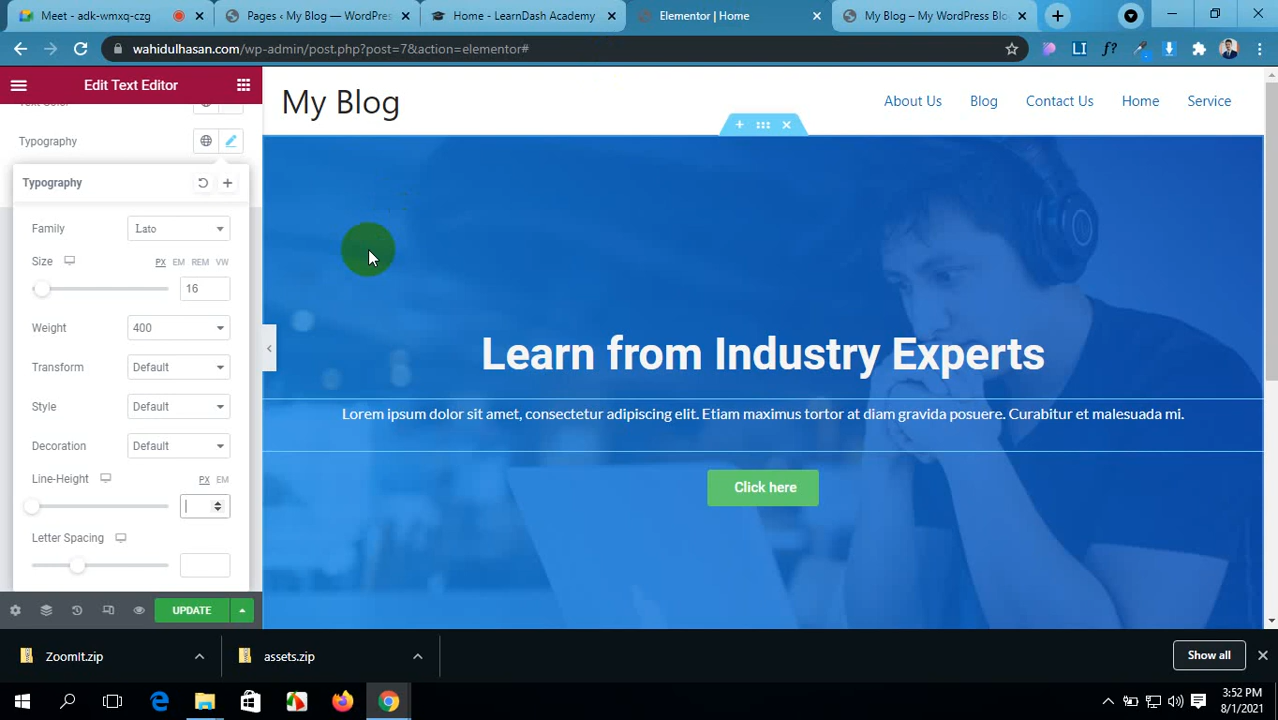 Meet - adk-wmxq-czg
Pages ‹ My Blog — WordPres
Home - LearnDash Academy
Elementor | Home
My Blog – My WordPress Blo
wahidulhasan.com/wp-admin/post.php?post=7&action=elementor#
LI
f?
Edit Text Editor
Text Color
Typography
Typography
Family
Lato
Size
PX EM REM VW
16
Weight
400
Transform
Default
Style
Default
Decoration
Default
Line-Height
PX EM
Letter Spacing
UPDATE
My Blog
About Us
Blog
Contact Us
Home
Service
Learn from Industry Experts
Lorem ipsum dolor sit amet, consectetur adipiscing elit. Etiam maximus tortor at diam gravida posuere. Curabitur et malesuada mi.
Click here
ZoomIt.zip
assets.zip
Show all
3:52 PM
8/1/2021